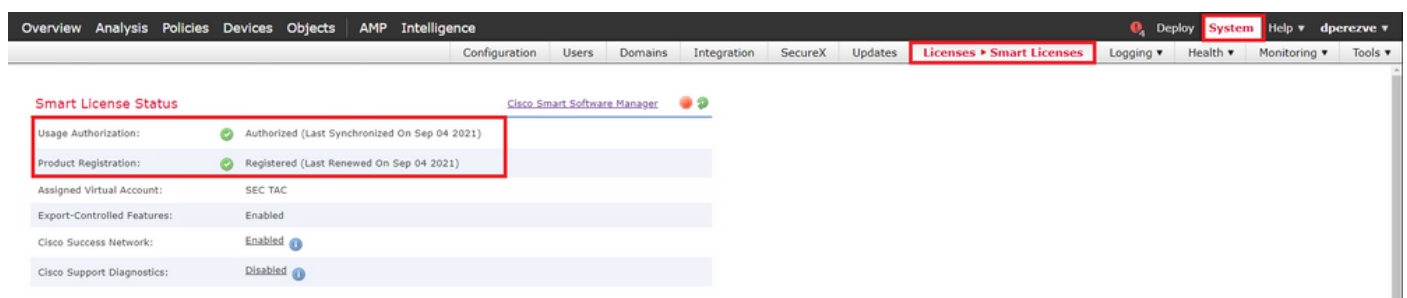 Overview Analysis Policies Devices Objects AMP Intelligence 4 Deploy System Help ▾ dperezve ▾
Configuration Users Domains Integration SecureX Updates Licenses ▸ Smart Licenses Logging ▾ Health ▾ Monitoring ▾ Tools ▾
Smart License Status Cisco Smart Software Manager
Usage Authorization: Authorized (Last Synchronized On Sep 04 2021)
Product Registration: Registered (Last Renewed On Sep 04 2021)
Assigned Virtual Account: SEC TAC
Export-Controlled Features: Enabled
Cisco Success Network: Enabled
Cisco Support Diagnostics: Disabled